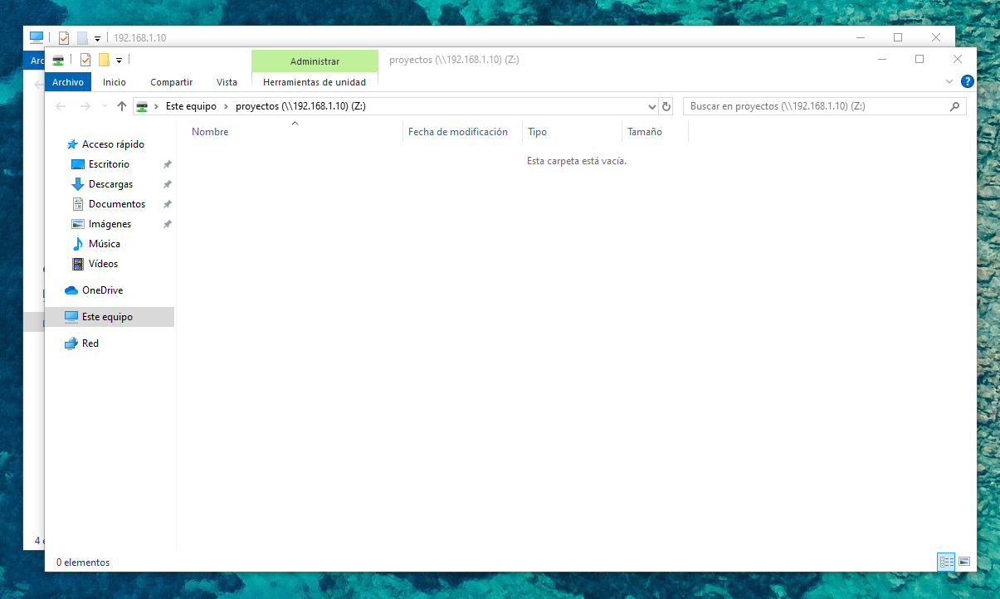 192.168.1.10
Administrar
proyectos (\\192.168.1.10) (Z:)
Archivo
Inicio
Compartir
Vista
Herramientas de unidad
Este equipo
proyectos (\\192.168.1.10) (Z:)
Buscar en proyectos (\\192.168.1.10) (Z:)
Nombre
Fecha de modificación
Tipo
Tamaño
Esta carpeta está vacía.
Acceso rápido
Escritorio
Descargas
Documentos
Imágenes
Música
Vídeos
OneDrive
Este equipo
Red
0 elementos